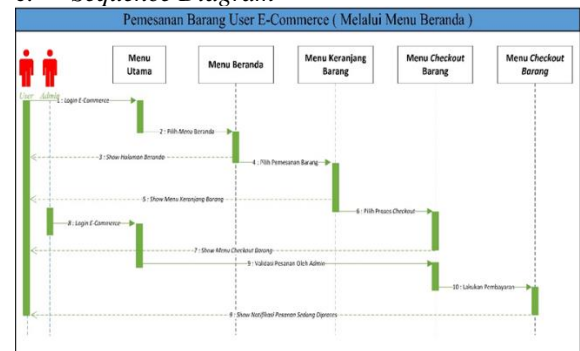 Sequence Diagram
Pemesanan Barang User E-Commerce ( Melalui Menu Beranda )
Menu
Utama
Menu Beranda
Menu Keranjang
Barang
Menu Checkout
Barang
Menu Checkout
Barang
User
Admin
1 : Login E-Commerce
2 : Pilih Menu Beranda
3 : Show Halaman Beranda
4 : Pilih Pemesanan Barang
5 : Show Menu Keranjang Barang
6 : Pilih Proses Checkout
8 : Login E-Commerce
7 : Show Menu Checkout Barang
9 : Validasi Pesanan Oleh Admin
10 : Lakukan Pembayaran
Show Notifikasi Pesanan Sedang Diproses